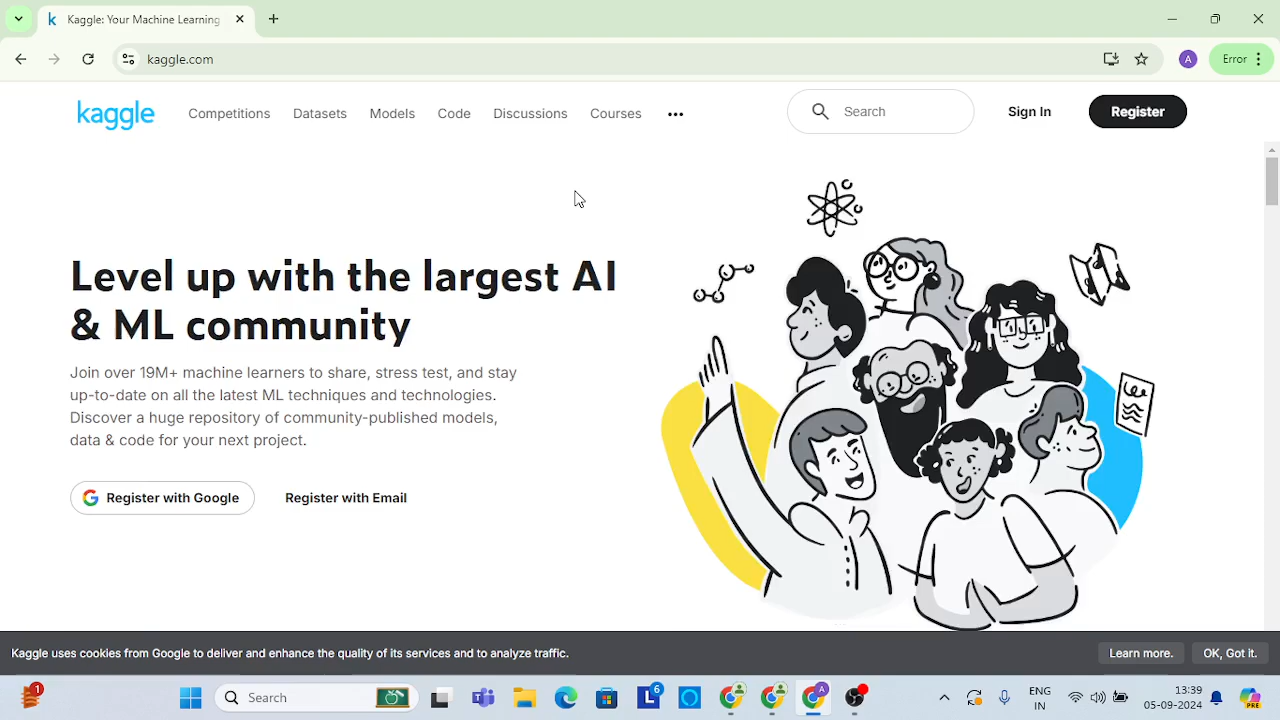 Kaggle: Your Machine Learning
kaggle.com
A
Error
kaggle
Competitions
Datasets
Models
Code
Discussions
Courses
Search
Sign In
Register
Level up with the largest AI
& ML community
Join over 19M+ machine learners to share, stress test, and stay
up-to-date on all the latest ML techniques and technologies.
Discover a huge repository of community-published models,
data & code for your next project.
Register with Google
Register with Email
Kaggle uses cookies from Google to deliver and enhance the quality of its services and to analyze traffic.
Learn more.
OK, Got it.
1
Search
L
6
A
ENG
IN
13:39
05-09-2024
PRE